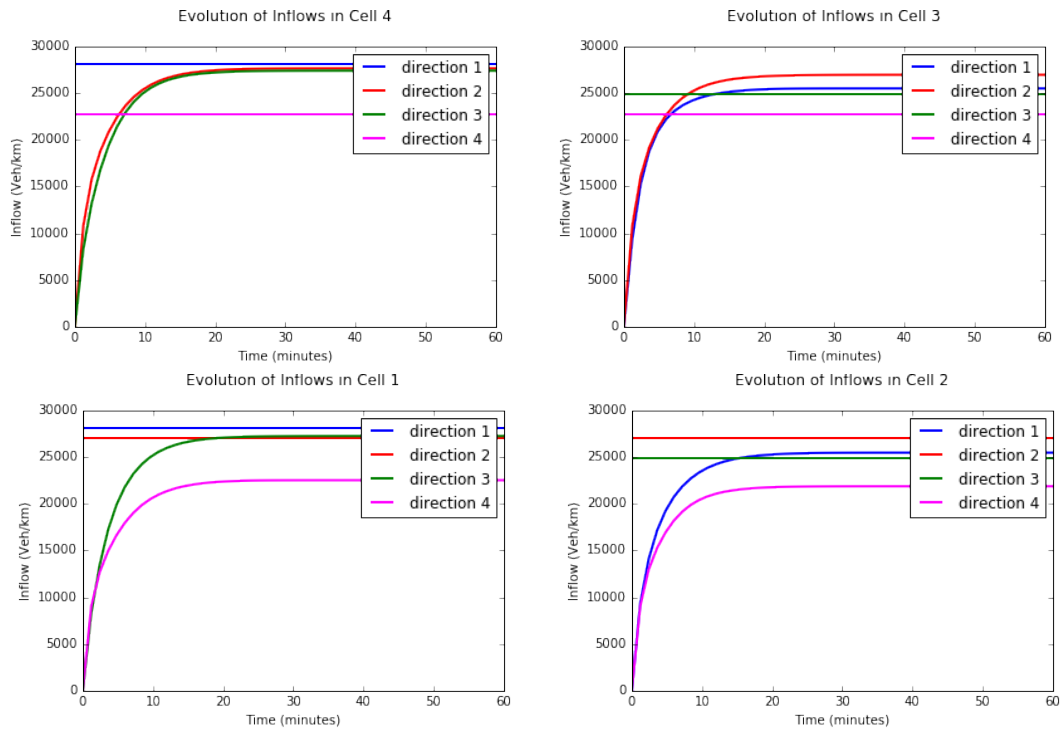 Evolution of Inflows in Cell 4
30000
25000
20000
15000
10000
5000
0
Inflow (Veh/km)
direction 1
direction 2
direction 3
direction 4
0 10 20 30 40 50 60
Time (minutes)
Evolution of Inflows in Cell 3
30000
25000
20000
15000
10000
5000
0
Inflow (Veh/km)
direction 1
direction 2
direction 3
direction 4
0 10 20 30 40 50 60
Time (minutes)
Evolution of Inflows in Cell 1
30000
25000
20000
15000
10000
5000
0
Inflow (Veh/km)
direction 1
direction 2
direction 3
direction 4
0 10 20 30 40 50 60
Time (minutes)
Evolution of Inflows in Cell 2
30000
25000
20000
15000
10000
5000
0
Inflow (Veh/km)
direction 1
direction 2
direction 3
direction 4
0 10 20 30 40 50 60
Time (minutes)